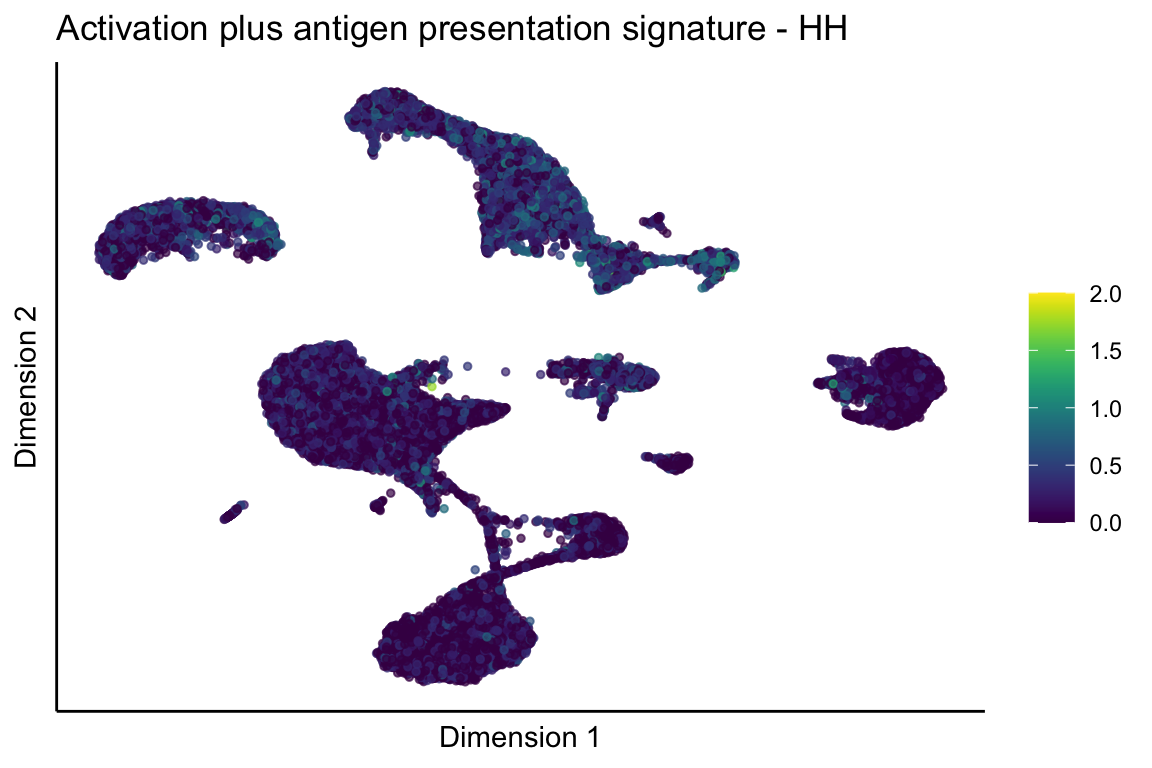 Activation plus antigen presentation signature - HH
Dimension 2
2.0
1.5
1.0
0.5
0.0
Dimension 1